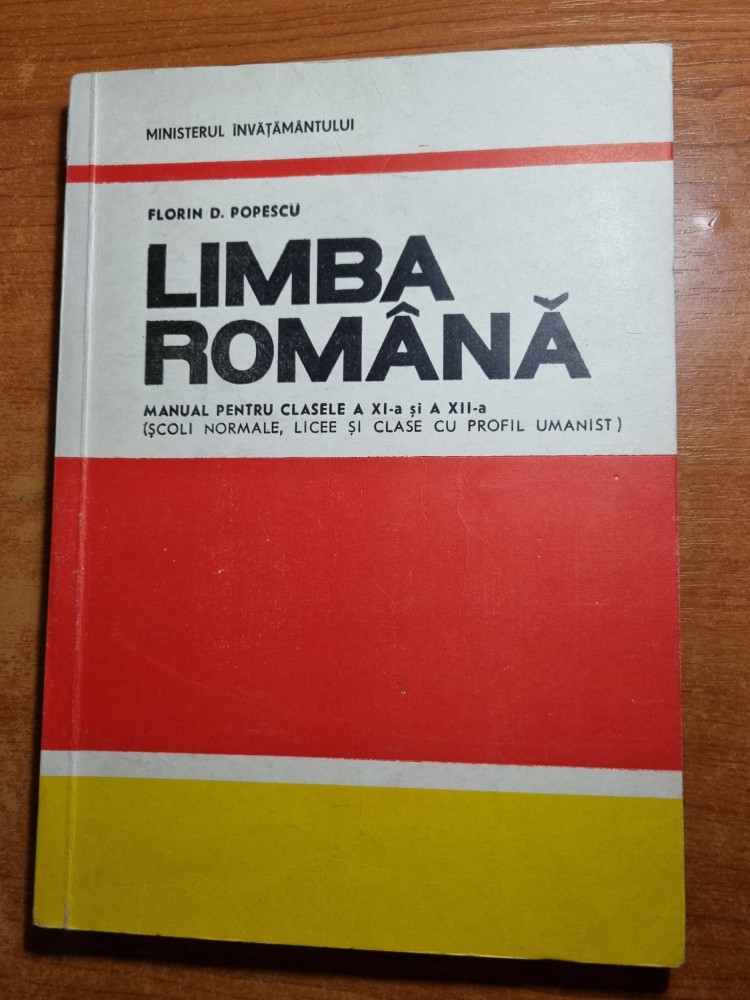 MINISTERUL ÎNVĂȚĂMÂNTULUI
FLORIN D. POPESCU
LIMBA
ROMÂNĂ
MANUAL PENTRU CLASELE A XI-a și A XII-a
(ȘCOLI NORMALE, LICEE ȘI CLASE CU PROFIL UMANIST)